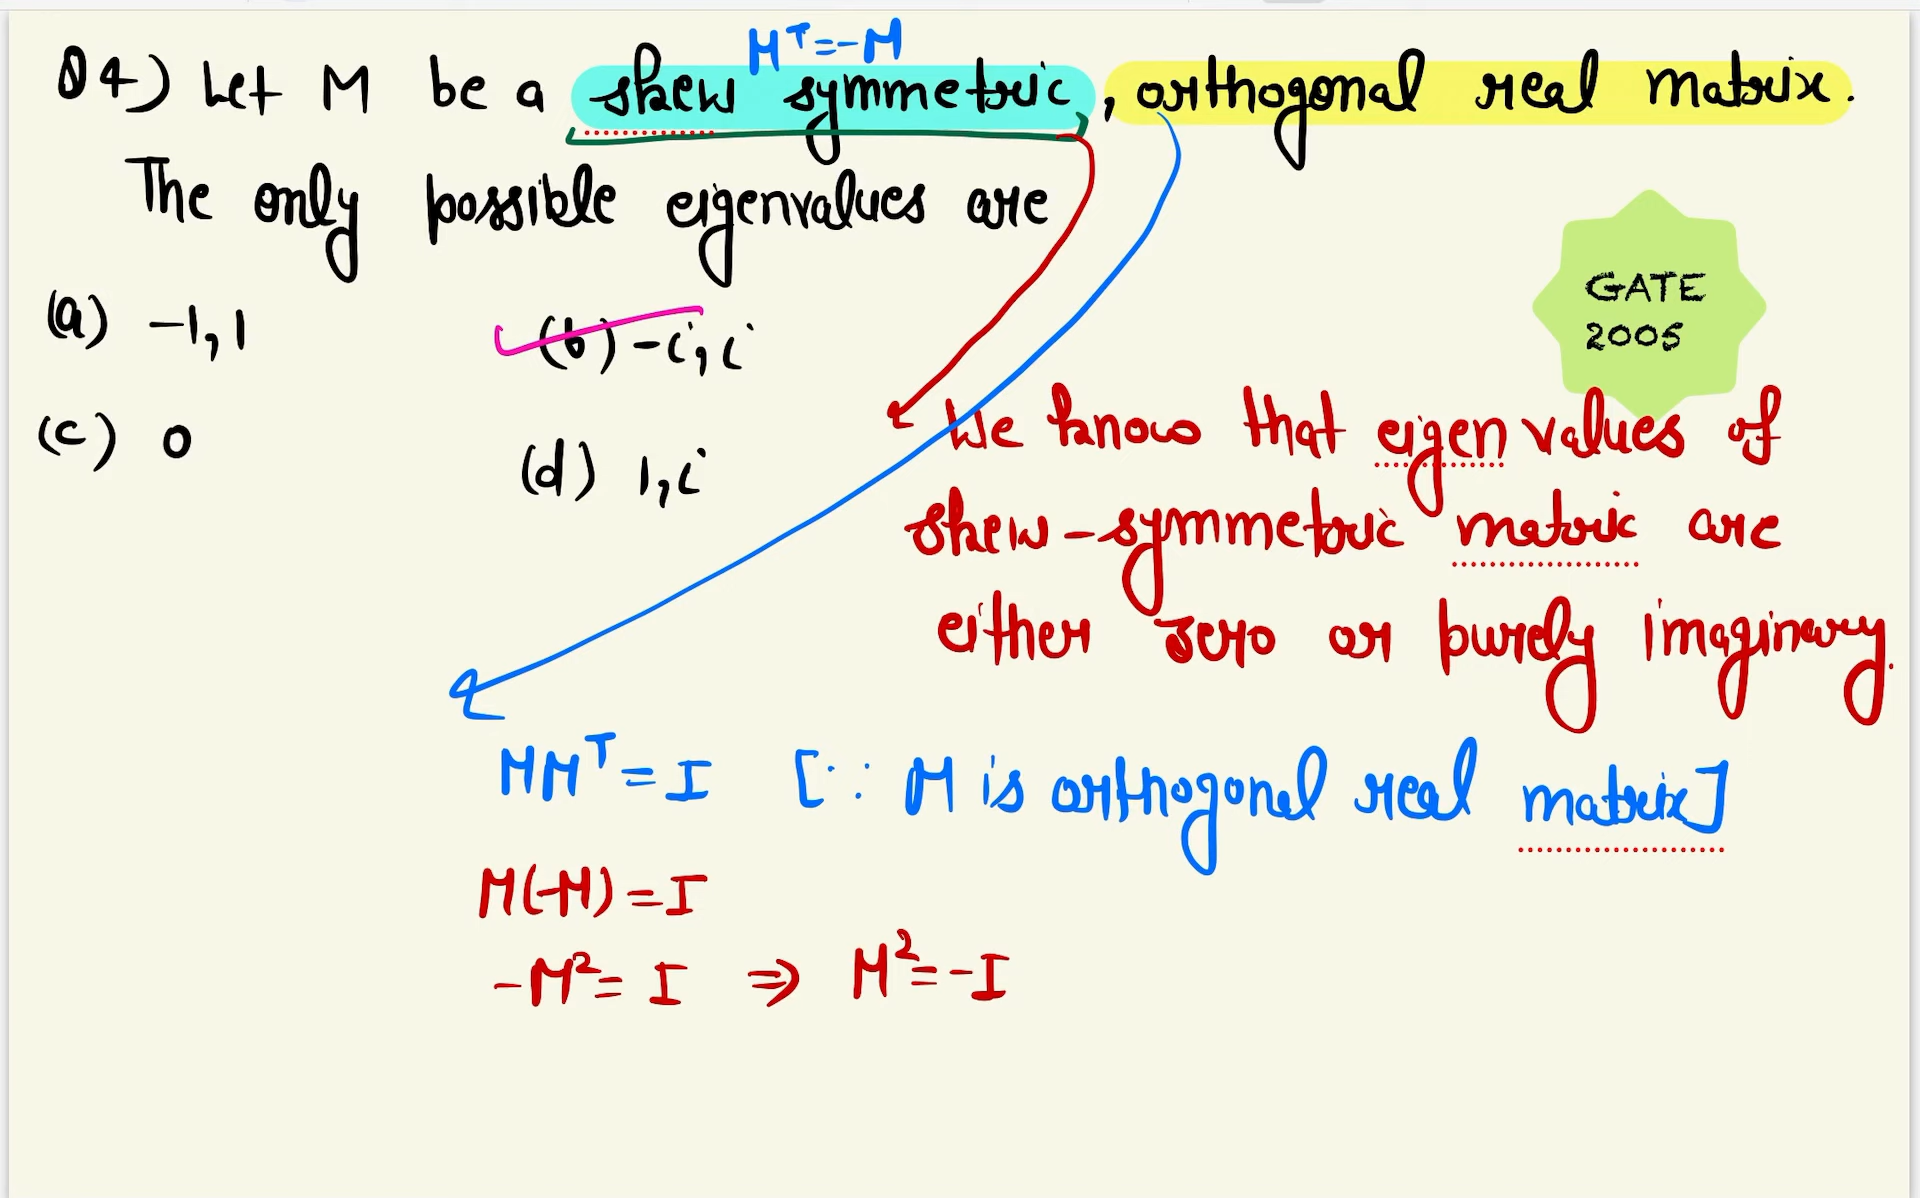 Mᵀ=-M
Q4) Let M be a skew symmetric, orthogonal real matrix.
The only possible eigenvalues are
(a) -1,1
(b) -i,i
(c) 0
(d) 1,i
GATE
2005
We know that eigen values of
skew-symmetric matric are
either zero or purely imaginary.
MMᵀ=I [∵ M is orthogonal real matrix]
M(-M)=I
-M²=I ⇒ M²=-I